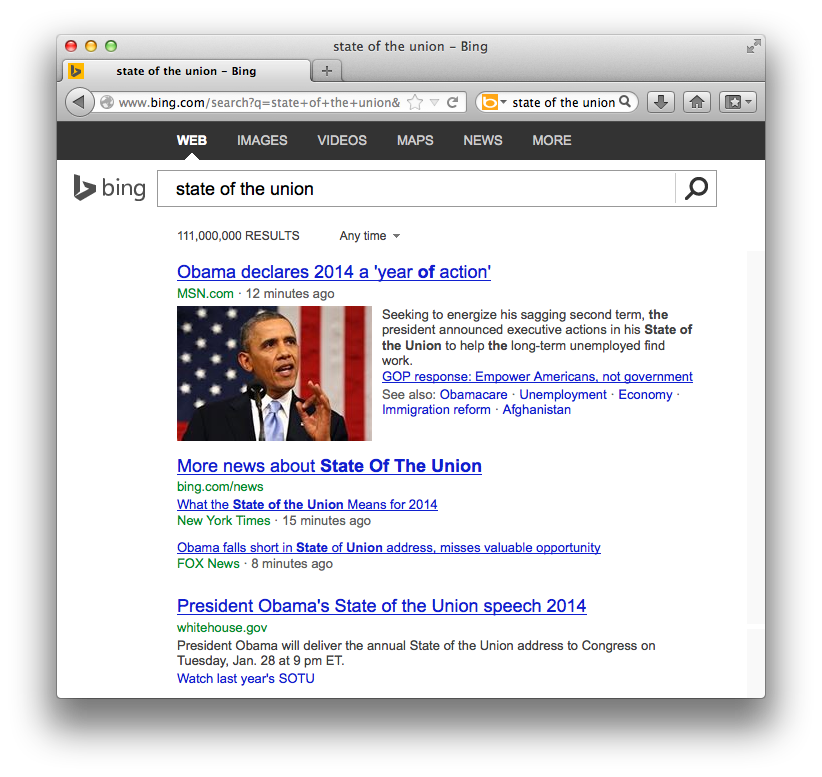 state of the union – Bing
state of the union – Bing
www.bing.com/search?q=state+of+the+union&
state of the union
WEB IMAGES VIDEOS MAPS NEWS MORE
bing
state of the union
111,000,000 RESULTS Any time
Obama declares 2014 a 'year of action'
MSN.com · 12 minutes ago
Seeking to energize his sagging second term, the
president announced executive actions in his State of
the Union to help the long-term unemployed find
work.
GOP response: Empower Americans, not government
See also: Obamacare · Unemployment · Economy ·
Immigration reform · Afghanistan
More news about State Of The Union
bing.com/news
What the State of the Union Means for 2014
New York Times · 15 minutes ago
Obama falls short in State of Union address, misses valuable opportunity
FOX News · 8 minutes ago
President Obama's State of the Union speech 2014
whitehouse.gov
President Obama will deliver the annual State of the Union address to Congress on
Tuesday, Jan. 28 at 9 pm ET.
Watch last year's SOTU